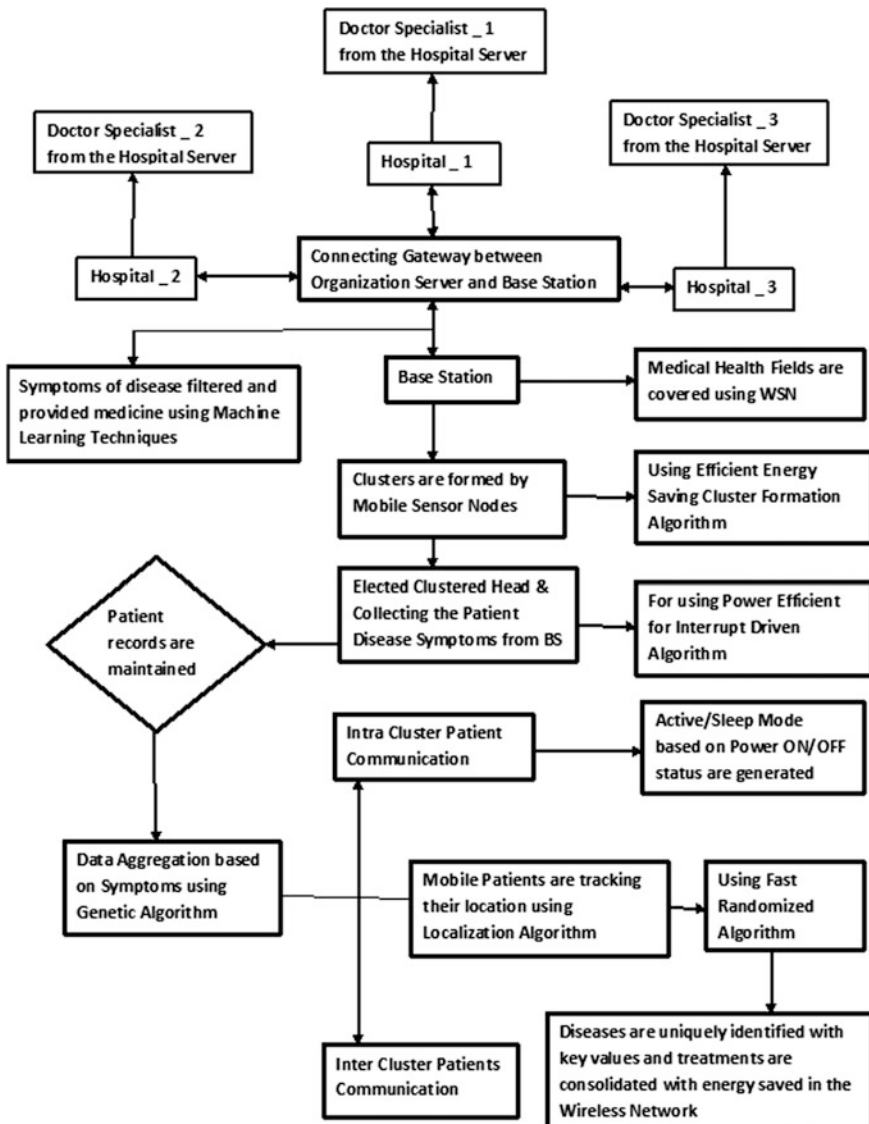 Doctor Specialist _ 1
from the Hospital Server
Doctor Specialist _ 2
from the Hospital Server
Doctor Specialist _ 3
from the Hospital Server
Hospital _ 1
Connecting Gateway between
Organization Server and Base Station
Hospital _ 2
Hospital _ 3
Symptoms of disease filtered and
provided medicine using Machine
Learning Techniques
Base Station
Medical Health Fields are
covered using WSN
Clusters are formed by
Mobile Sensor Nodes
Using Efficient Energy
Saving Cluster Formation
Algorithm
Elected Clustered Head &
Collecting the Patient
Disease Symptoms from BS
For using Power Efficient
for Interrupt Driven
Algorithm
Patient
records are
maintained
Intra Cluster Patient
Communication
Active/Sleep Mode
based on Power ON/OFF
status are generated
Data Aggregation based
on Symptoms using
Genetic Algorithm
Mobile Patients are tracking
their location using
Localization Algorithm
Using Fast
Randomized
Algorithm
Inter Cluster Patients
Communication
Diseases are uniquely identified with
key values and treatments are
consolidated with energy saved in the
Wireless Network